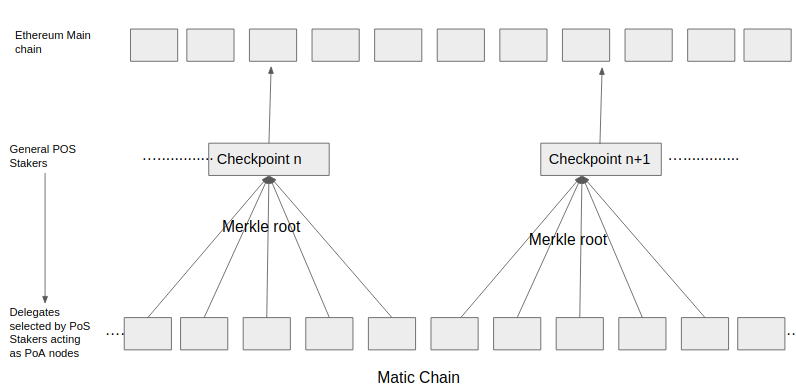 Ethereum Main
chain
General POS
Stakers
Checkpoint n
Checkpoint n+1
Merkle root
Merkle root
Delegates
selected by PoS
Stakers acting
as PoA nodes
Matic Chain